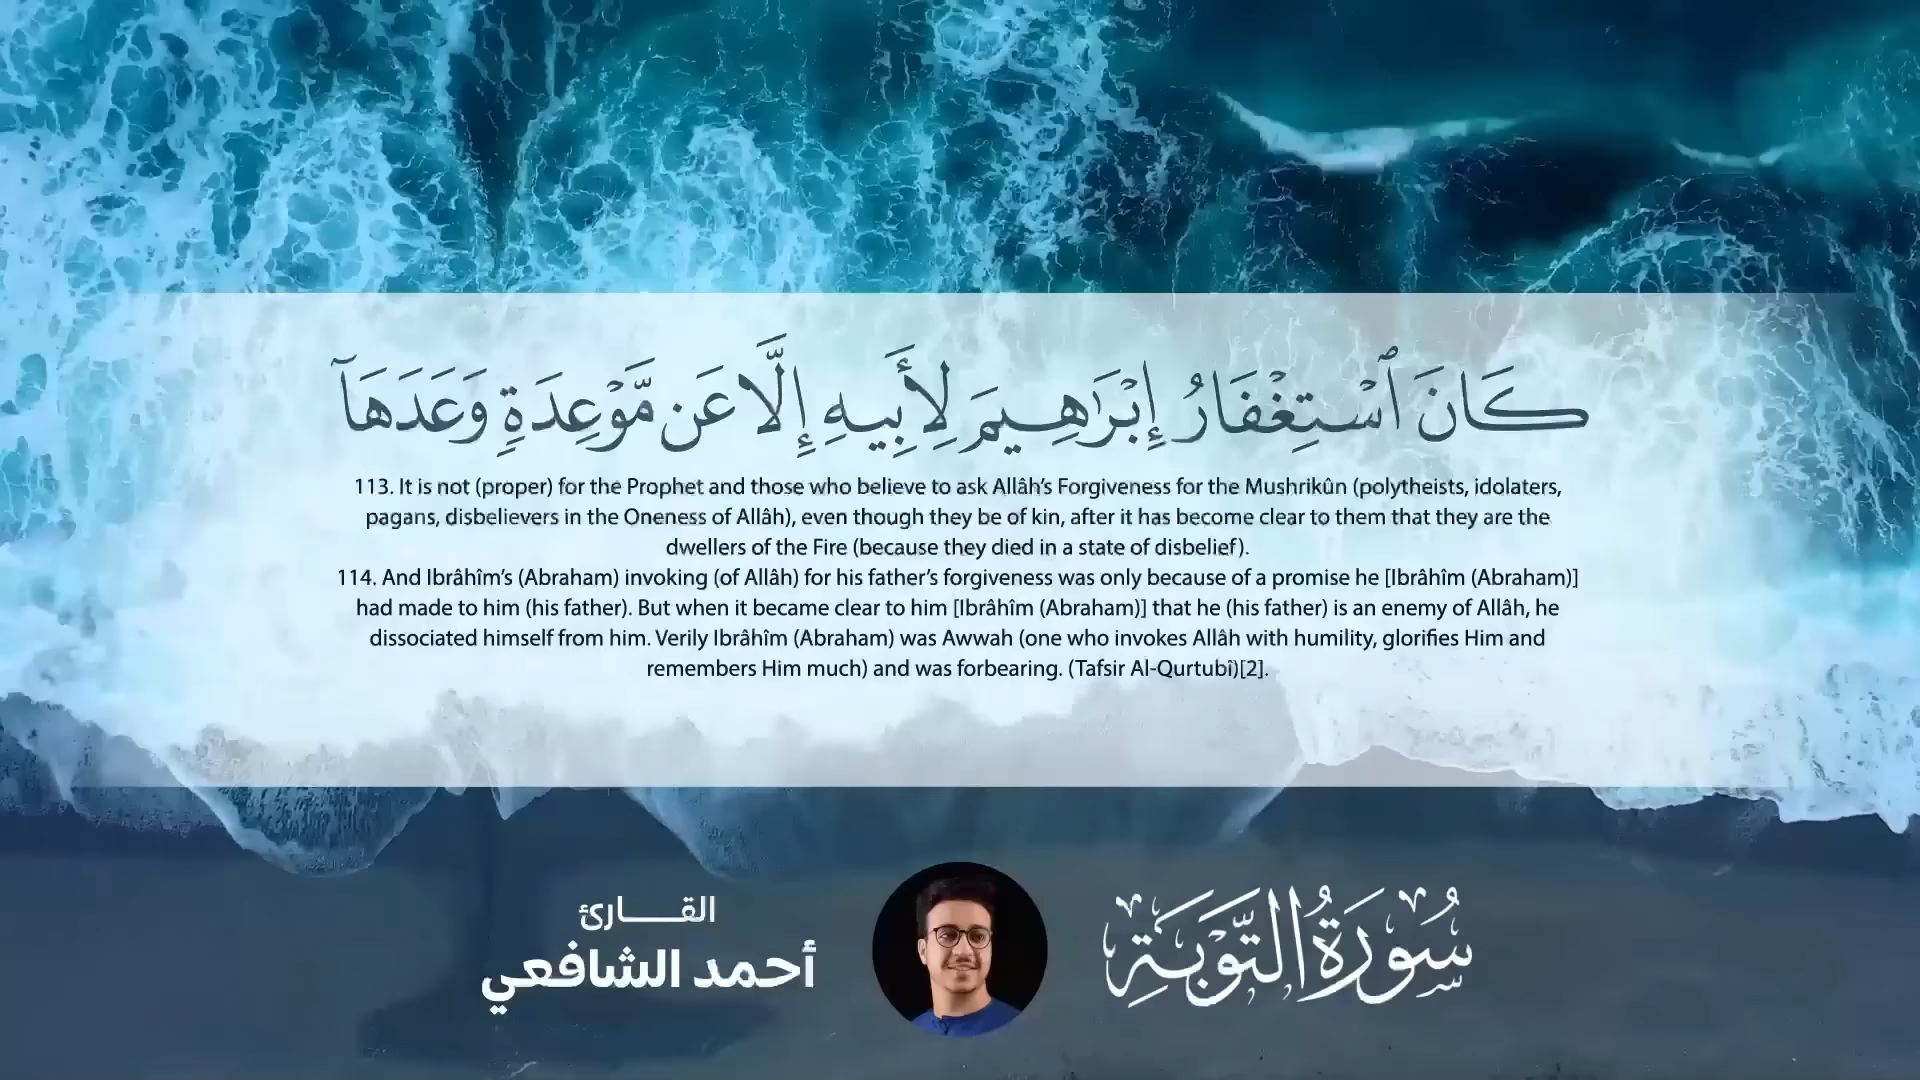 كَانَ ٱسْتِغْفَارُ إِبْرَٰهِيمَ لِأَبِيهِ إِلَّا عَن مَّوْعِدَةٍ وَعَدَهَآ
113. It is not (proper) for the Prophet and those who believe to ask Allâh's Forgiveness for the Mushrikûn (polytheists, idolaters,
pagans, disbelievers in the Oneness of Allâh), even though they be of kin, after it has become clear to them that they are the
dwellers of the Fire (because they died in a state of disbelief).
114. And Ibrâhîm's (Abraham) invoking (of Allâh) for his father's forgiveness was only because of a promise he [Ibrâhîm (Abraham)]
had made to him (his father). But when it became clear to him [Ibrâhîm (Abraham)] that he (his father) is an enemy of Allâh, he
dissociated himself from him. Verily Ibrâhîm (Abraham) was Awwah (one who invokes Allâh with humility, glorifies Him and
remembers Him much) and was forbearing. (Tafsir Al-Qurtubî)[2].
سُورَةُ التَّوْبَةِ
القـــارئ
أحمد الشافعي